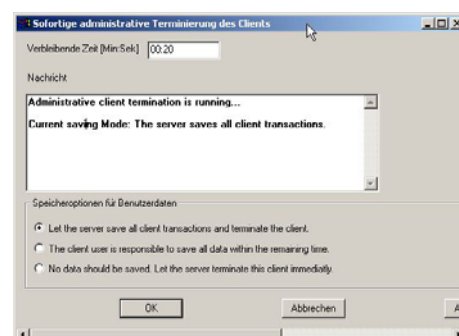 Sofortige administrative Terminierung des Clients
Verbleibende Zeit [Min:Sek] 00:20
Nachricht
Administrative client termination is running...
Current saving Mode: The server saves all client transactions.
Speicheroptionen für Benutzerdaten
Let the server save all client transactions and terminate the client.
The client user is responsible to save all data within the remaining time.
No data should be saved. Let the server terminate this client immediatly.
OK Abbrechen A